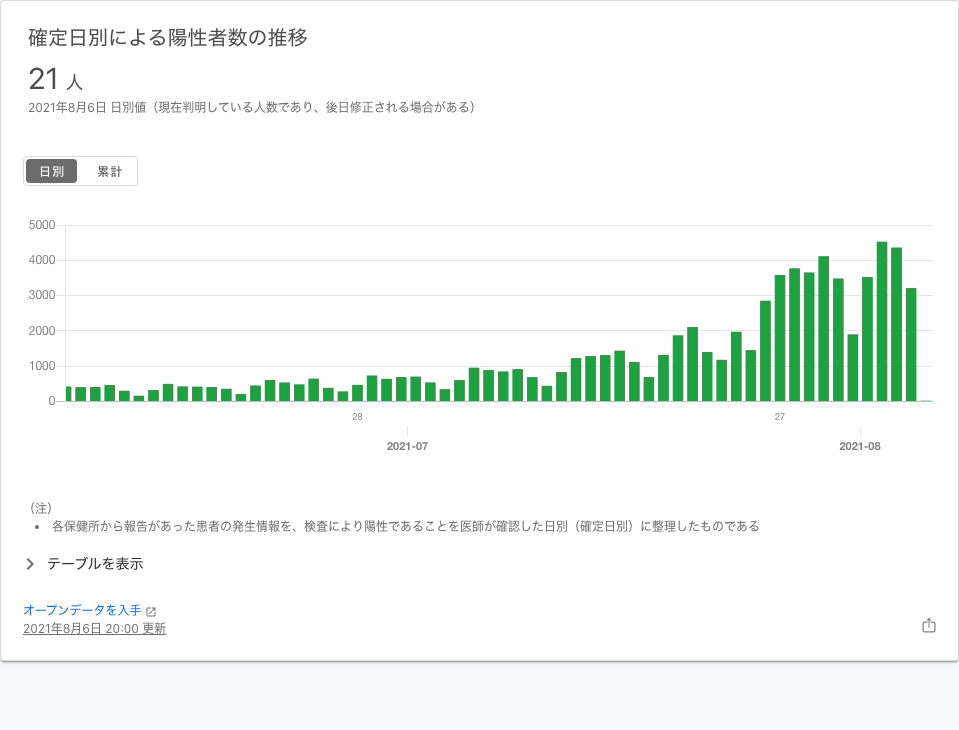 確定日別による陽性者数の推移
21 人
2021年8月6日 日別値（現在判明している人数であり、後日修正される場合がある）
日別 累計
5000
4000
3000
2000
1000
0
28 27
2021-07 2021-08
（注）
• 各保健所から報告があった患者の発生情報を、検査により陽性であることを医師が確認した日別（確定日別）に整理したものである
テーブルを表示
オープンデータを入手
2021年8月6日 20:00 更新